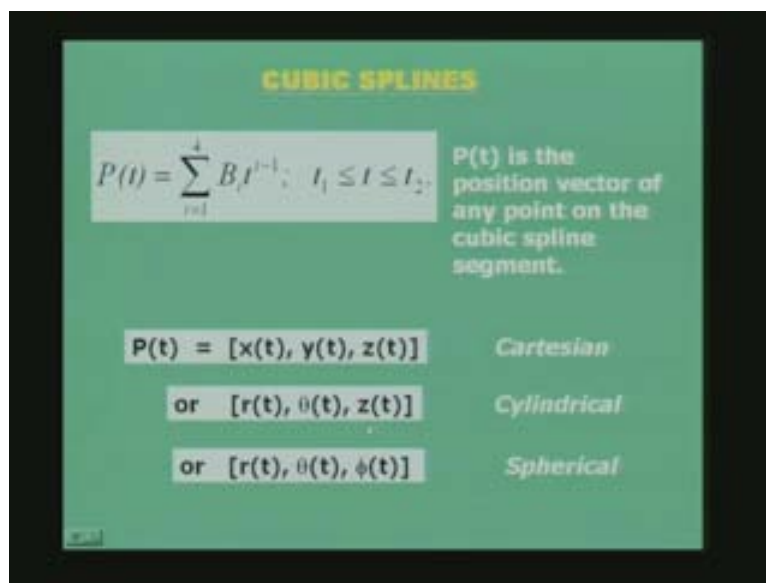 CUBIC SPLINES
P(t) = \sum_{i=1}^{4} B_i t^{i-1};  t_1 ≤ t ≤ t_2.
P(t) is the
position vector of
any point on the
cubic spline
segment.
P(t) = [x(t), y(t), z(t)] Cartesian
or [r(t), θ(t), z(t)] Cylindrical
or [r(t), θ(t), ϕ(t)] Spherical